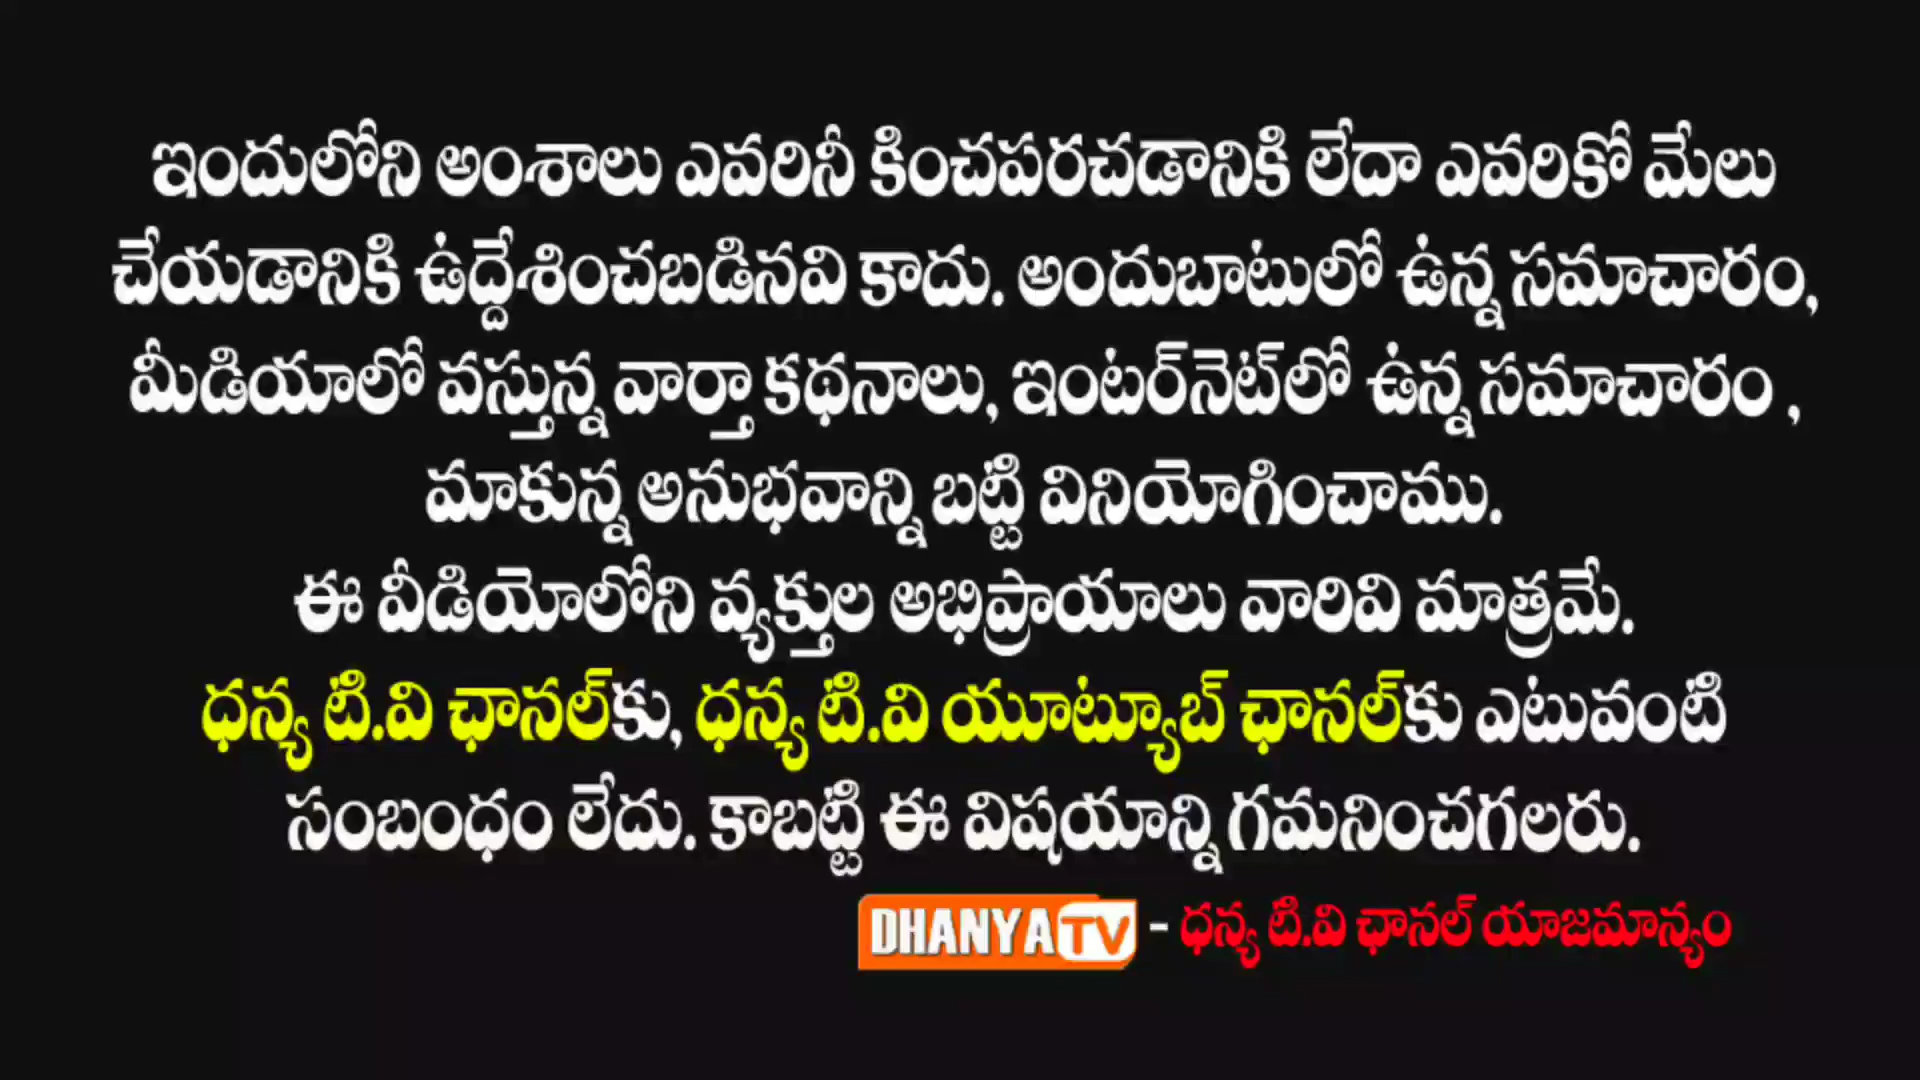 ఇందులోని అంశాలు ఎవరినీ కించపరచడానికి లేదా ఎవరికో మేలు
చేయడానికి ఉద్దేశించబడినవి కాదు. అందుబాటులో ఉన్న సమాచారం,
మీడియాలో వస్తున్న వార్తా కథనాలు, ఇంటర్‌నెట్‌లో ఉన్న సమాచారం ,
మాకున్న అనుభవాన్ని బట్టి వినియోగించాము.
ఈ వీడియోలోని వ్యక్తుల అభిప్రాయాలు వారివి మాత్రమే.
ధన్య టి.వి ఛానల్‌కు, ధన్య టి.వి యూట్యూబ్ ఛానల్‌కు ఎటువంటి
సంబంధం లేదు. కాబట్టి ఈ విషయాన్ని గమనించగలరు.
DHANYA TV - ధన్య టి.వి ఛానల్ యాజమాన్యం